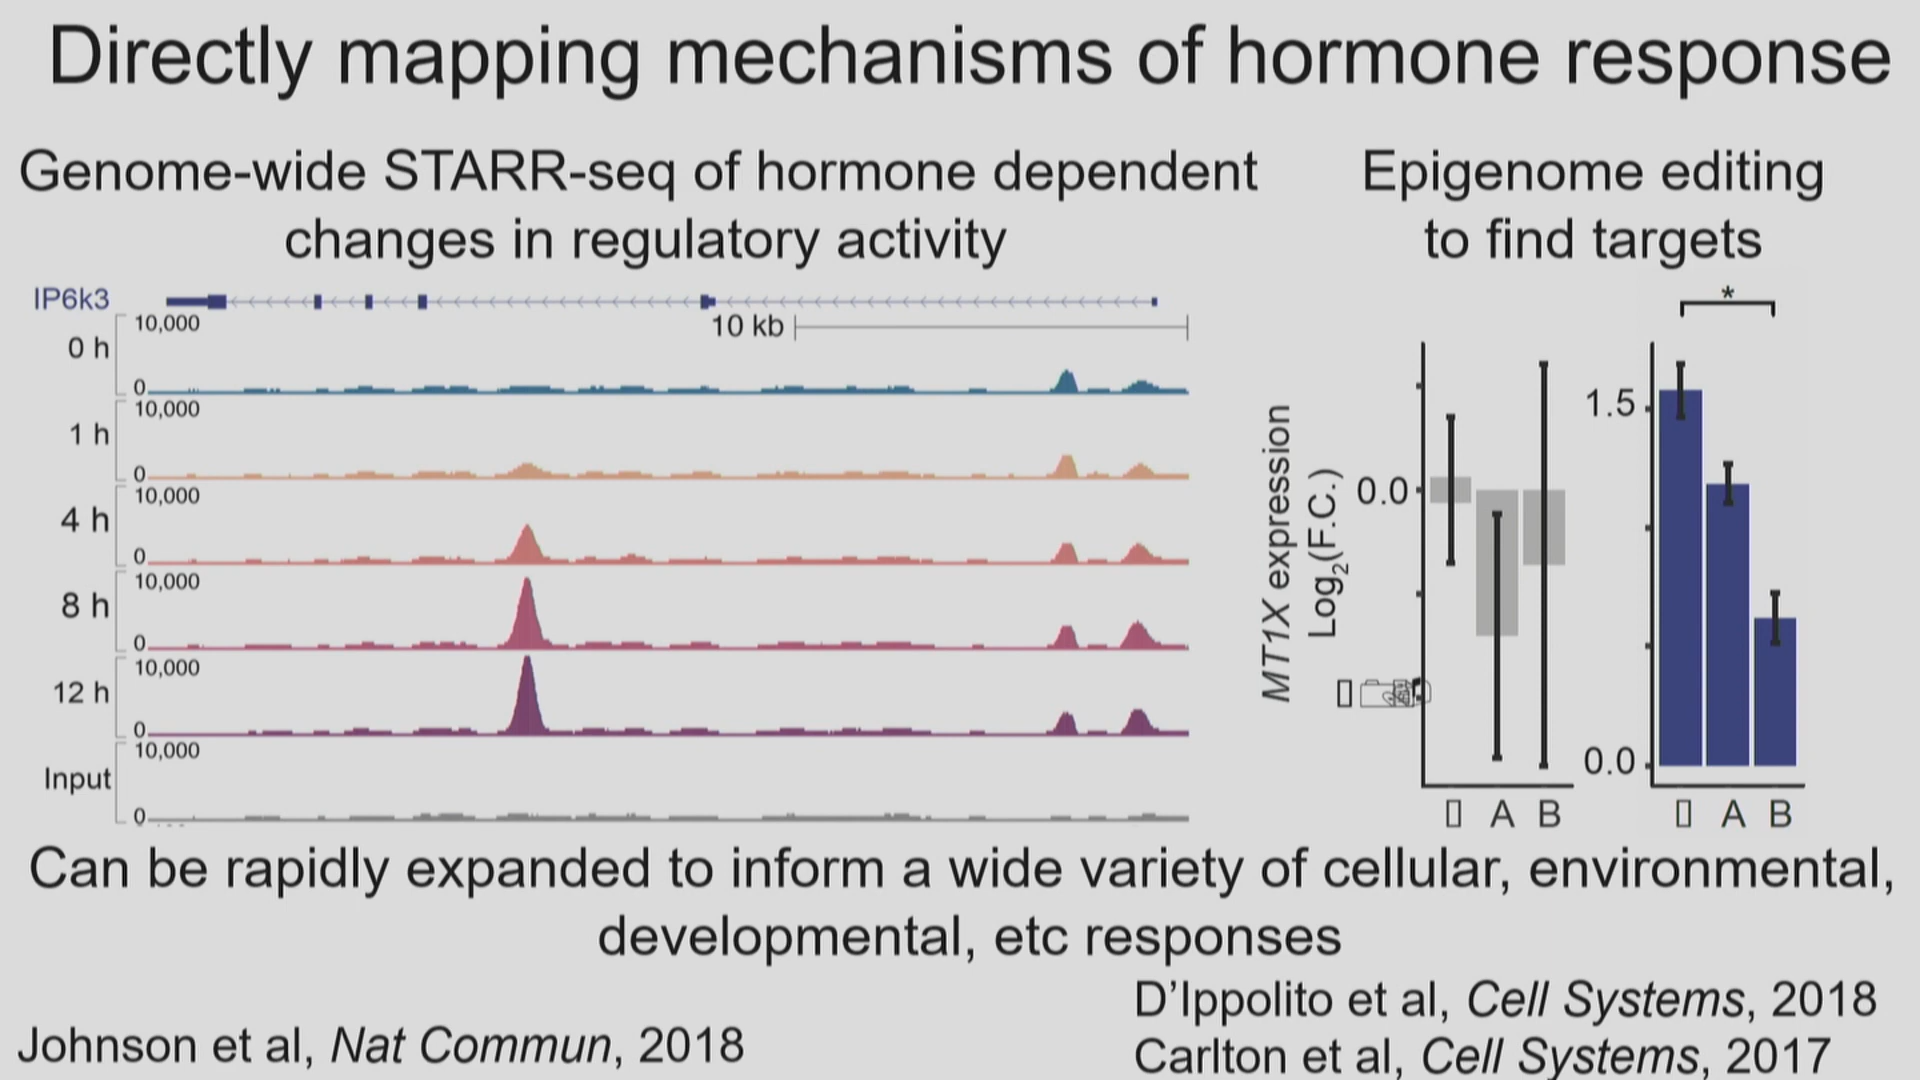 Directly mapping mechanisms of hormone response
Genome-wide STARR-seq of hormone dependent
changes in regulatory activity
IP6k3
10 kb
0 h
10,000
0
1 h
10,000
0
4 h
10,000
0
8 h
10,000
0
12 h
10,000
0
Input
10,000
0
Epigenome editing
to find targets
*
MT1X expression
Log₂(F.C.)
0.0
1.5
0.0
A B
A B
Can be rapidly expanded to inform a wide variety of cellular, environmental,
developmental, etc responses
Johnson et al, Nat Commun, 2018
D'Ippolito et al, Cell Systems, 2018
Carlton et al, Cell Systems, 2017